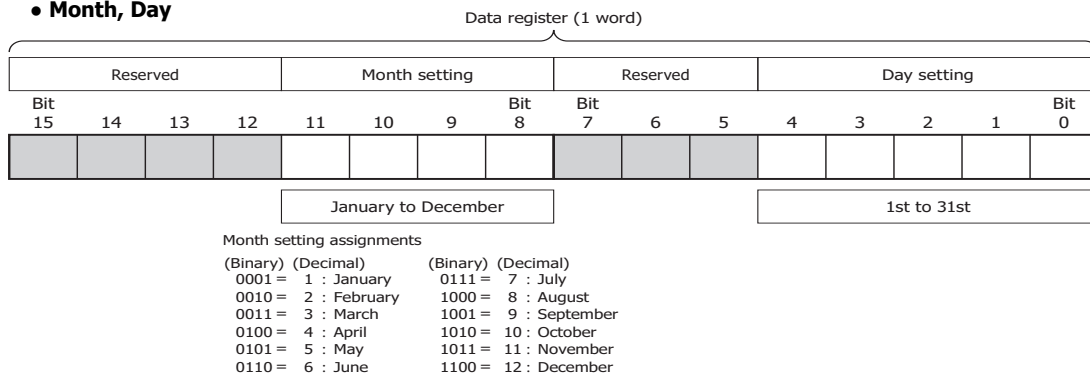 ● Month, Day
Data register (1 word)
Reserved Month setting Reserved Day setting
Bit Bit Bit Bit
15 14 13 12 11 10 9 8 7 6 5 4 3 2 1 0
January to December 1st to 31st
Month setting assignments
(Binary) (Decimal) (Binary) (Decimal)
0001 = 1 : January 0111 = 7 : July
0010 = 2 : February 1000 = 8 : August
0011 = 3 : March 1001 = 9 : September
0100 = 4 : April 1010 = 10 : October
0101 = 5 : May 1011 = 11 : November
0110 = 6 : June 1100 = 12 : December